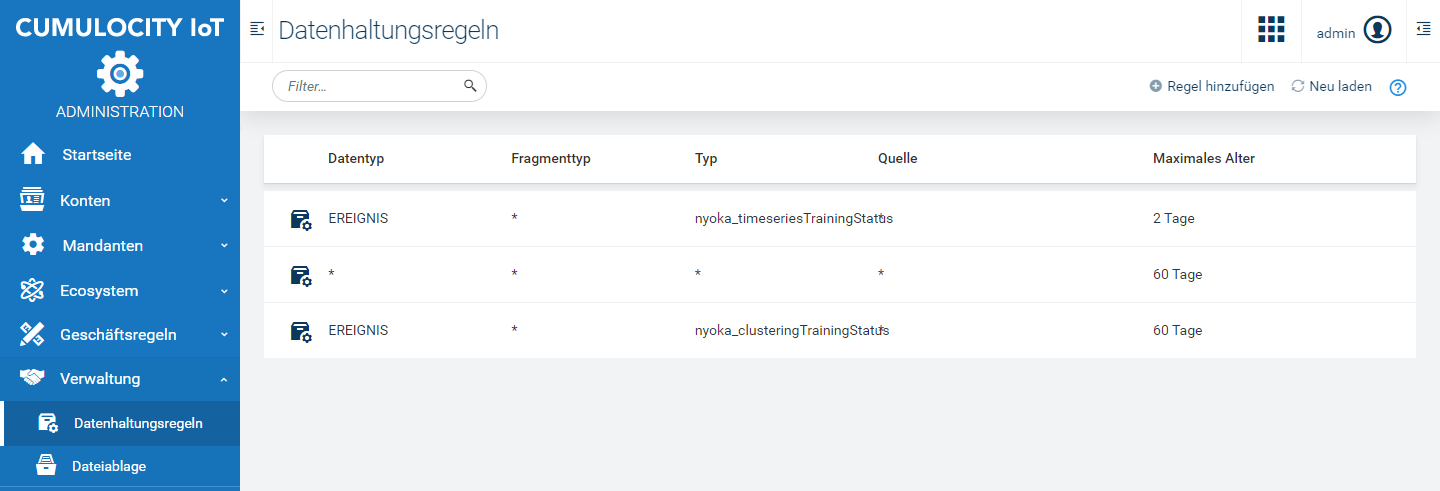 CUMULOCITY IoT
ADMINISTRATION
Startseite
Konten
Mandanten
Ecosystem
Geschäftsregeln
Verwaltung
Datenhaltungsregeln
Dateiablage
Datenhaltungsregeln
admin
Filter...
Regel hinzufügen
Neu laden
Datentyp Fragmenttyp Typ Quelle Maximales Alter
EREIGNIS * nyoka_timeseriesTrainingStatus * 2 Tage
* * * * 60 Tage
EREIGNIS * nyoka_clusteringTrainingStatus * 60 Tage